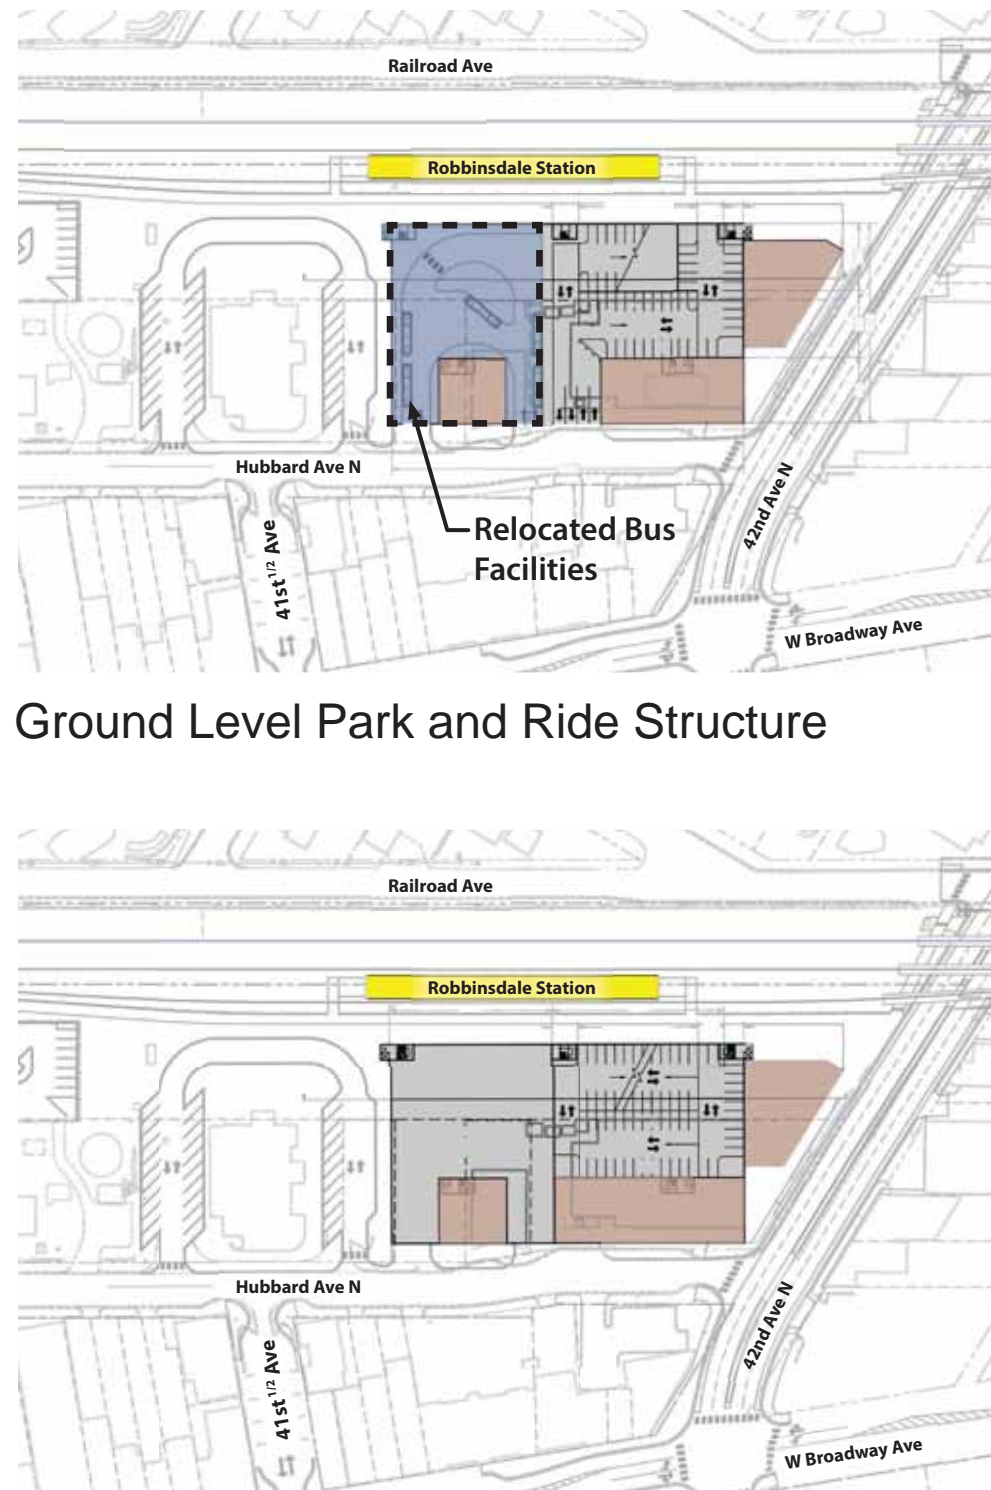 Railroad Ave
Robbinsdale Station
Hubbard Ave N
41st 1/2 Ave
Relocated Bus
Facilities
42nd Ave N
W Broadway Ave
Ground Level Park and Ride Structure
Railroad Ave
Robbinsdale Station
Hubbard Ave N
41st 1/2 Ave
42nd Ave N
W Broadway Ave